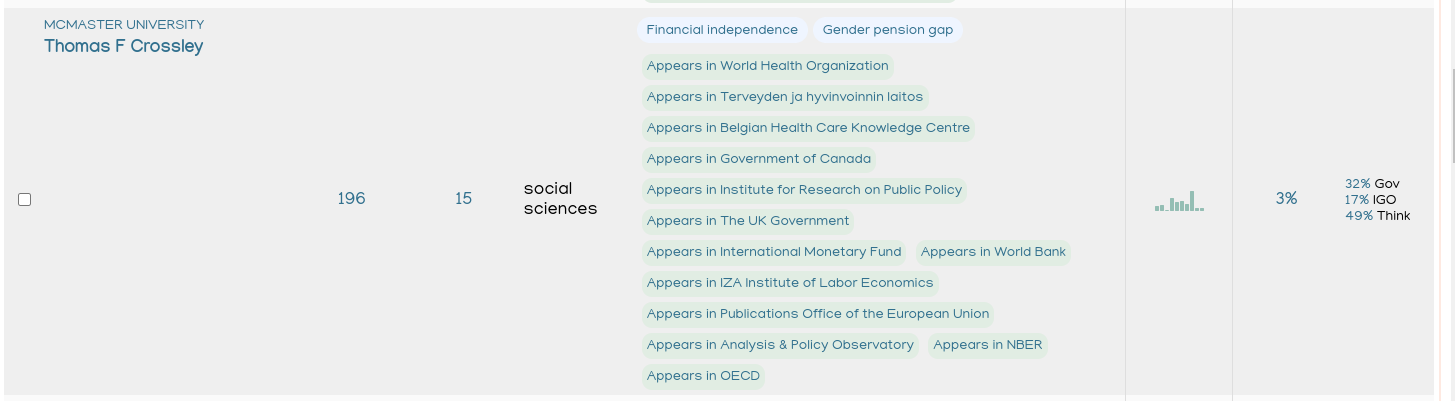 MCMASTER UNIVERSITY
Thomas F Crossley
196
15
social
sciences
Financial independence Gender pension gap
Appears in World Health Organization
Appears in Terveyden ja hyvinvoinnin laitos
Appears in Belgian Health Care Knowledge Centre
Appears in Government of Canada
Appears in Institute for Research on Public Policy
Appears in The UK Government
Appears in International Monetary Fund Appears in World Bank
Appears in IZA Institute of Labor Economics
Appears in Publications Office of the European Union
Appears in Analysis & Policy Observatory Appears in NBER
Appears in OECD
3%
32% Gov
17% IGO
49% Think